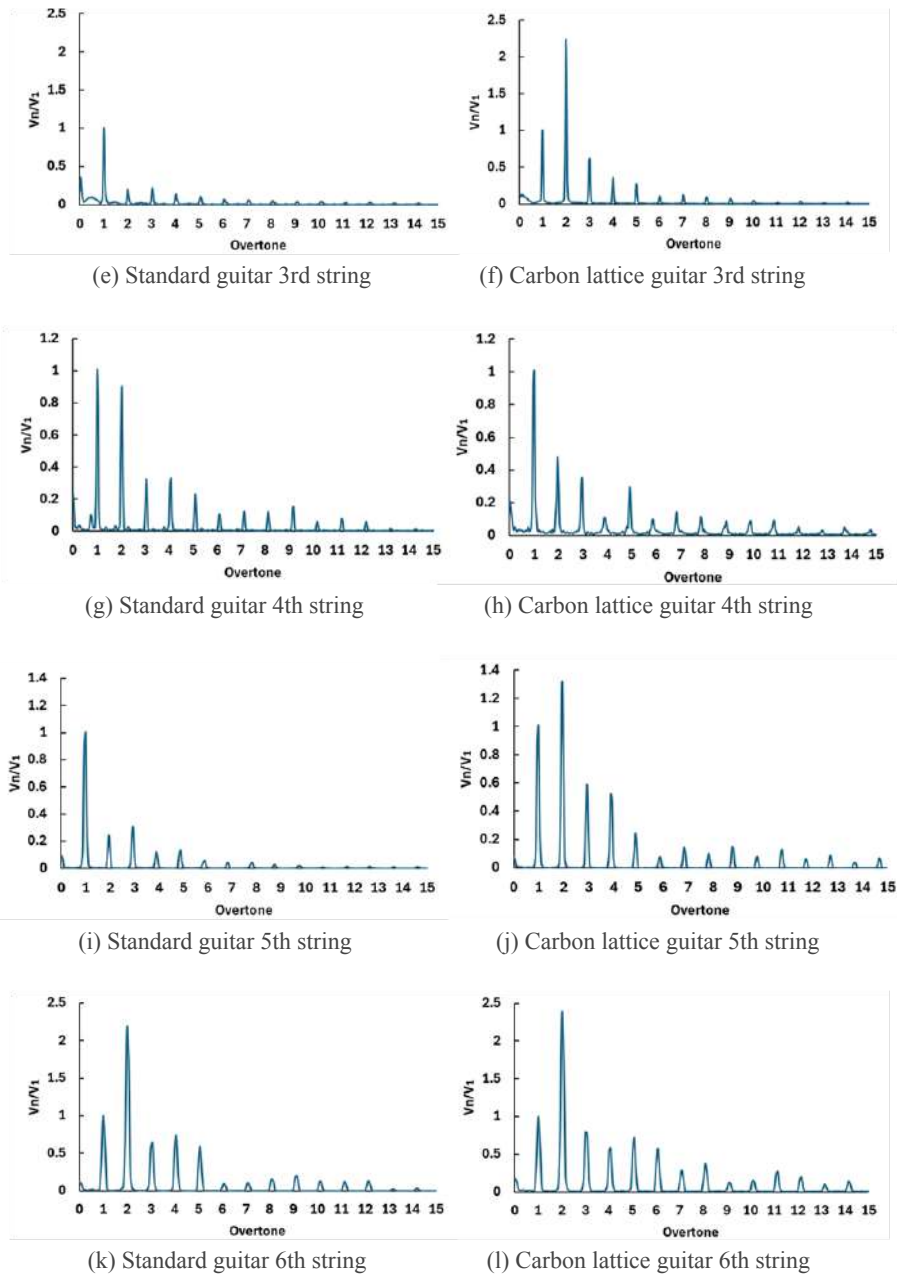 2.5
2
1.5
Vn/V₁
1
0.5
0
0 1 2 3 4 5 6 7 8 9 10 11 12 13 14 15
Overtone
(e) Standard guitar 3rd string
2.5
2
1.5
Vn/V₁
1
0.5
0
0 1 2 3 4 5 6 7 8 9 10 11 12 13 14 15
Overtone
(f) Carbon lattice guitar 3rd string
1.2
1
0.8
Vn/V₁
0.6
0.4
0.2
0
0 1 2 3 4 5 6 7 8 9 10 11 12 13 14 15
Overtone
(g) Standard guitar 4th string
1.2
1
0.8
Vn/V₁
0.6
0.4
0.2
0
0 1 2 3 4 5 6 7 8 9 10 11 12 13 14 15
Overtone
(h) Carbon lattice guitar 4th string
1.4
1.2
1
0.8
Vn/V₁
0.6
0.4
0.2
0
0 1 2 3 4 5 6 7 8 9 10 11 12 13 14 15
Overtone
(i) Standard guitar 5th string
1.4
1.2
1
0.8
Vn/V₁
0.6
0.4
0.2
0
0 1 2 3 4 5 6 7 8 9 10 11 12 13 14 15
Overtone
(j) Carbon lattice guitar 5th string
2.5
2
1.5
Vn/V₁
1
0.5
0
0 1 2 3 4 5 6 7 8 9 10 11 12 13 14 15
Overtone
(k) Standard guitar 6th string
2.5
2
1.5
Vn/V₁
1
0.5
0
0 1 2 3 4 5 6 7 8 9 10 11 12 13 14 15
Overtone
(l) Carbon lattice guitar 6th string